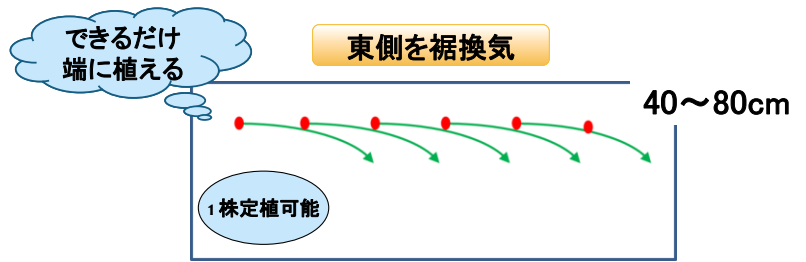 できるだけ
端に植える
東側を裾換気
40～80cm
1 株定植可能